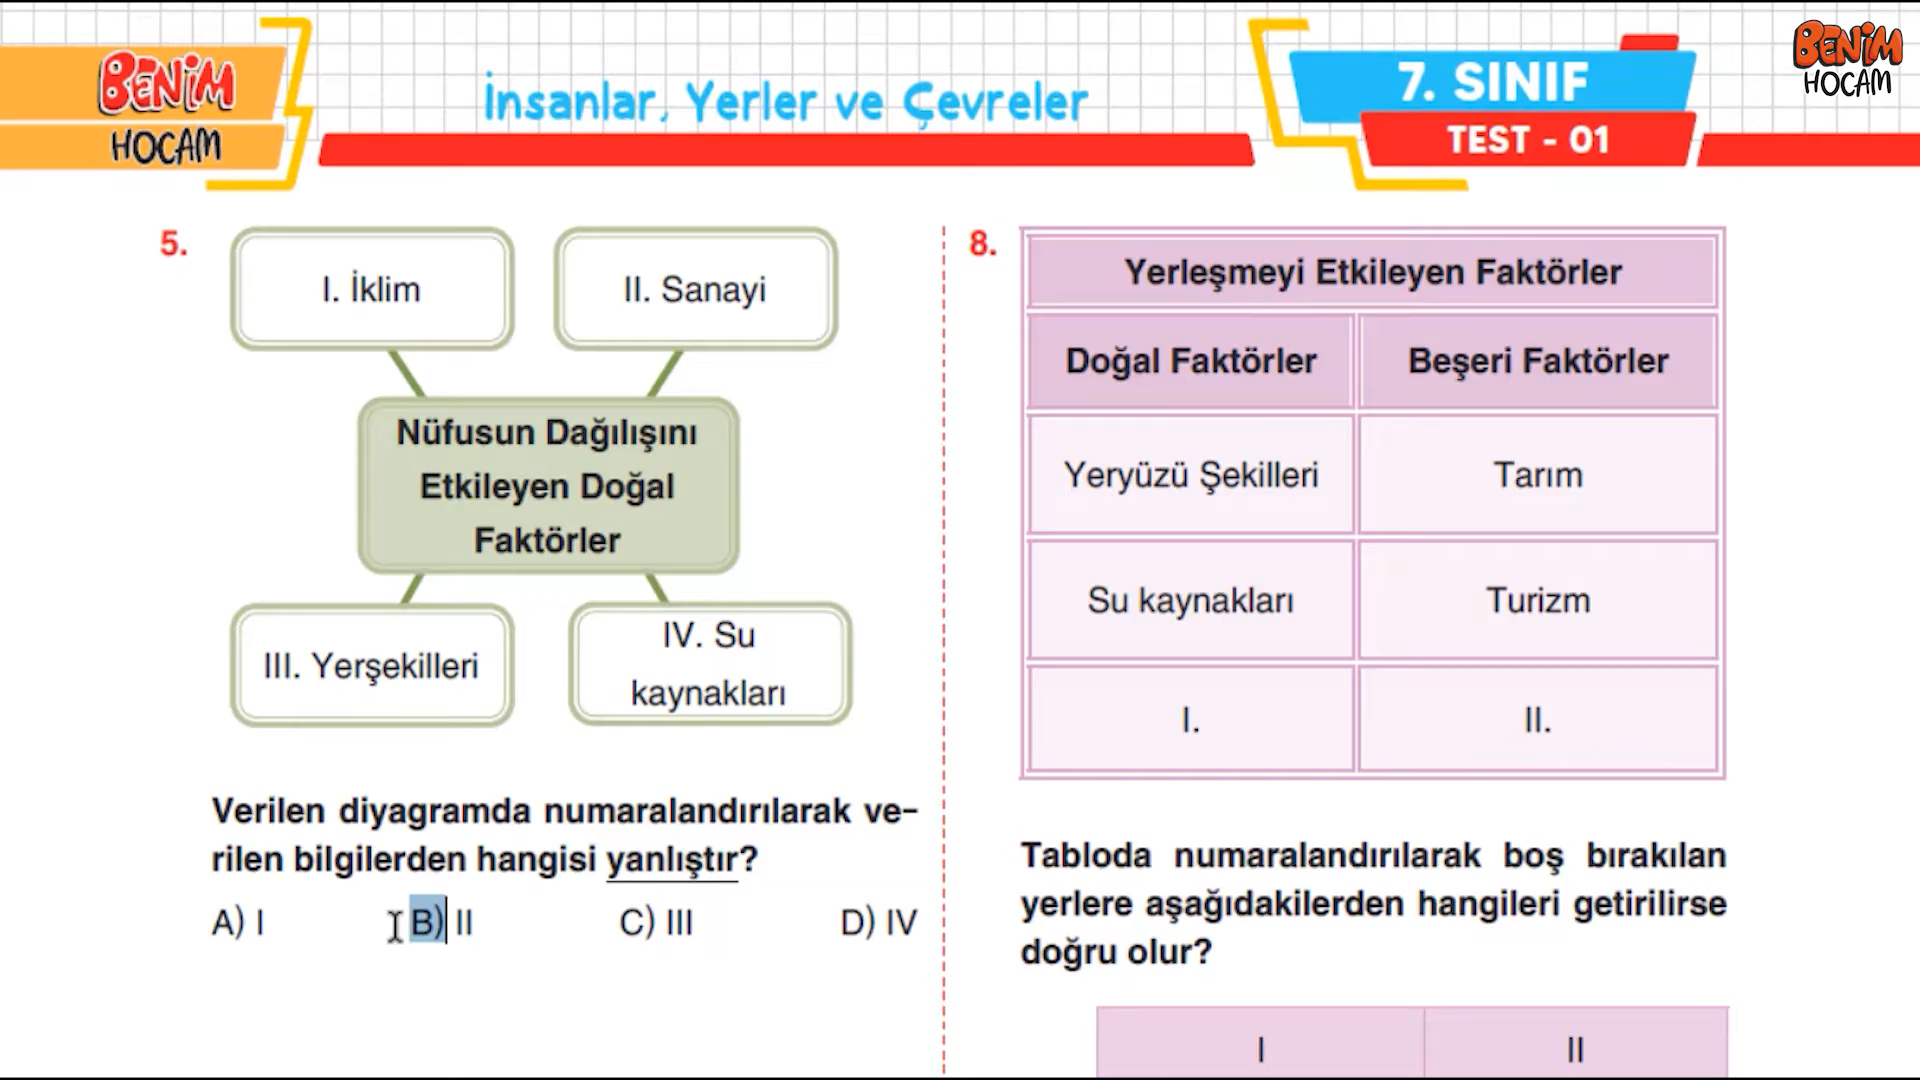 BENİM
HOCAM
İnsanlar, Yerler ve Çevreler
7. SINIF
TEST - 01
BENİM
HOCAM
5.
I. İklim
II. Sanayi
Nüfusun Dağılışını
Etkileyen Doğal
Faktörler
III. Yerşekilleri
IV. Su
kaynakları
Verilen diyagramda numaralandırılarak ve-
rilen bilgilerden hangisi yanlıştır?
A) I B) II C) III D) IV
8.
Yerleşmeyi Etkileyen Faktörler
Doğal Faktörler Beşeri Faktörler
Yeryüzü Şekilleri Tarım
Su kaynakları Turizm
I. II.
Tabloda numaralandırılarak boş bırakılan
yerlere aşağıdakilerden hangileri getirilirse
doğru olur?
I II